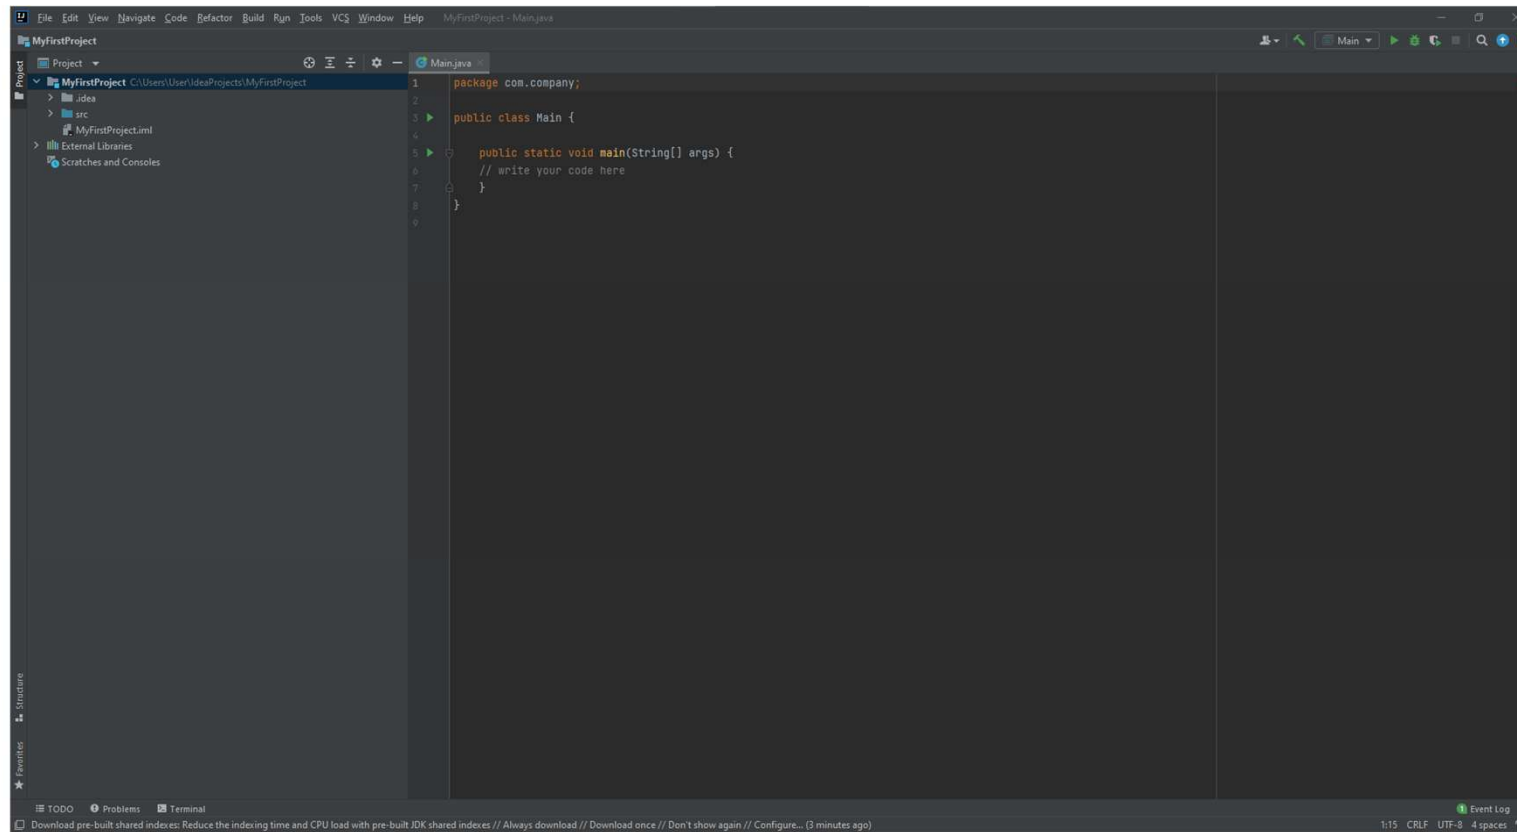 File Edit View Navigate Code Refactor Build Run Tools VCS Window Help MyFirstProject - Main.java
MyFirstProject
Main
Project
Project
Main.java
MyFirstProject C:\Users\User\IdeaProjects\MyFirstProject
.idea
src
MyFirstProject.iml
External Libraries
Scratches and Consoles
1 package com.company;
2
3 public class Main {
4
5 public static void main(String[] args) {
6 // write your code here
7 }
8 }
9
Structure
Favorites
TODO Problems Terminal
1 Event Log
Download pre-built shared indexes: Reduce the indexing time and CPU load with pre-built JDK shared indexes // Always download // Download once // Don't show again // Configure... (3 minutes ago)
1:15 CRLF UTF-8 4 spaces